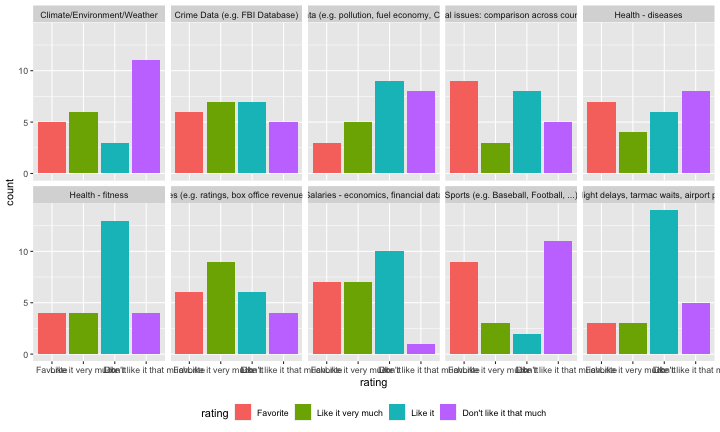 Climate/Environment/Weather
Crime Data (e.g. FBI Database)
ta (e.g. pollution, fuel economy, C
al issues: comparison across cour
Health - diseases
10
5
0
count
Health - fitness
es (e.g. ratings, box office revenue
Salaries - economics, financial data
Sports (e.g. Baseball, Football, ...)
light delays, tarmac waits, airport p
10
5
0
rating
rating
Favorite
Like it very much
Like it
Don't like it that much